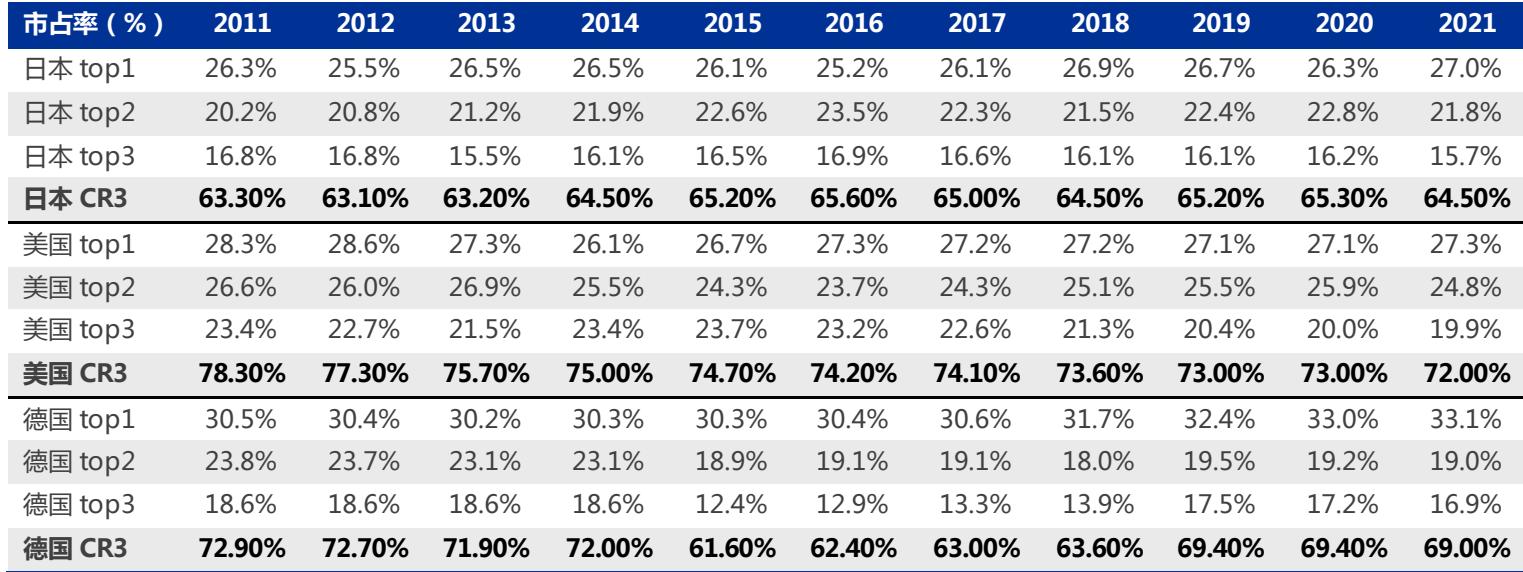 市占率（%） 2011 2012 2013 2014 2015 2016 2017 2018 2019 2020 2021
日本 top1 26.3% 25.5% 26.5% 26.5% 26.1% 25.2% 26.1% 26.9% 26.7% 26.3% 27.0%
日本 top2 20.2% 20.8% 21.2% 21.9% 22.6% 23.5% 22.3% 21.5% 22.4% 22.8% 21.8%
日本 top3 16.8% 16.8% 15.5% 16.1% 16.5% 16.9% 16.6% 16.1% 16.1% 16.2% 15.7%
日本 CR3 63.30% 63.10% 63.20% 64.50% 65.20% 65.60% 65.00% 64.50% 65.20% 65.30% 64.50%
美国 top1 28.3% 28.6% 27.3% 26.1% 26.7% 27.3% 27.2% 27.2% 27.1% 27.1% 27.3%
美国 top2 26.6% 26.0% 26.9% 25.5% 24.3% 23.7% 24.3% 25.1% 25.5% 25.9% 24.8%
美国 top3 23.4% 22.7% 21.5% 23.4% 23.7% 23.2% 22.6% 21.3% 20.4% 20.0% 19.9%
美国 CR3 78.30% 77.30% 75.70% 75.00% 74.70% 74.20% 74.10% 73.60% 73.00% 73.00% 72.00%
德国 top1 30.5% 30.4% 30.2% 30.3% 30.3% 30.4% 30.6% 31.7% 32.4% 33.0% 33.1%
德国 top2 23.8% 23.7% 23.1% 23.1% 18.9% 19.1% 19.1% 18.0% 19.5% 19.2% 19.0%
德国 top3 18.6% 18.6% 18.6% 18.6% 12.4% 12.9% 13.3% 13.9% 17.5% 17.2% 16.9%
德国 CR3 72.90% 72.70% 71.90% 72.00% 61.60% 62.40% 63.00% 63.60% 69.40% 69.40% 69.00%